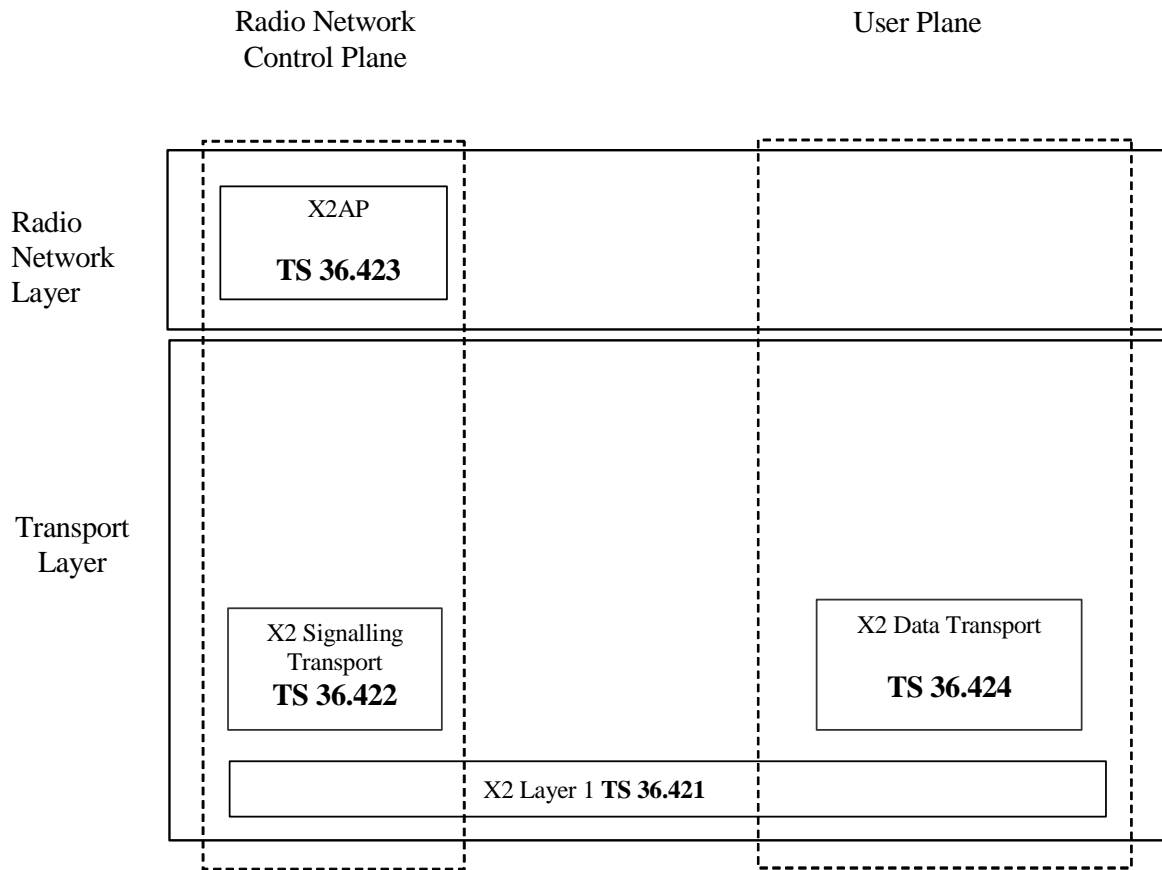 Radio Network
Control Plane
User Plane
Radio
Network
Layer
X2AP
TS 36.423
Transport
Layer
X2 Signalling
Transport
TS 36.422
X2 Data Transport
TS 36.424
X2 Layer 1 TS 36.421